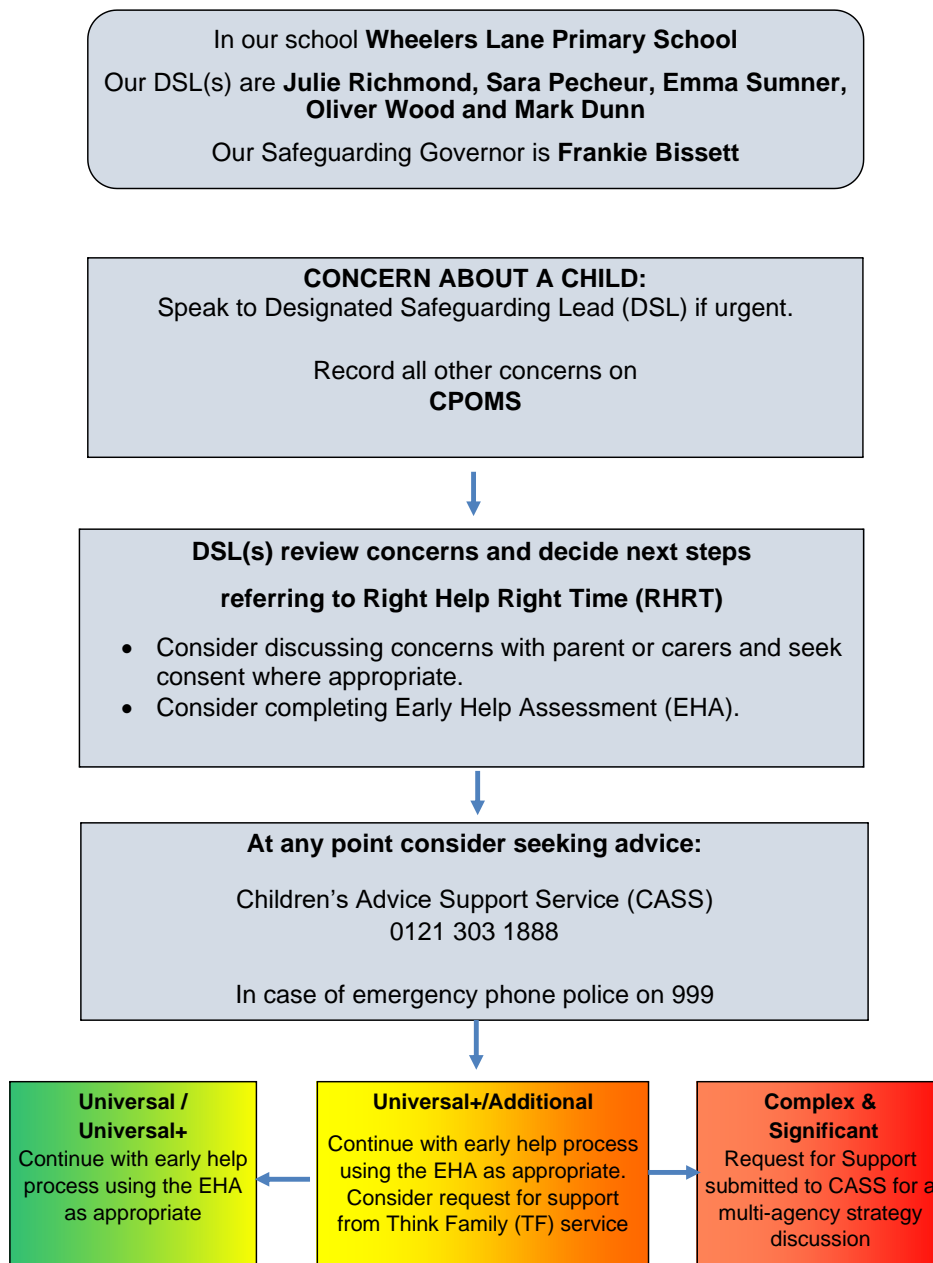 In our school Wheelers Lane Primary School
Our DSL(s) are Julie Richmond, Sara Pecheur, Emma Sumner,
Oliver Wood and Mark Dunn
Our Safeguarding Governor is Frankie Bissett
CONCERN ABOUT A CHILD:
Speak to Designated Safeguarding Lead (DSL) if urgent.
Record all other concerns on
CPOMS
DSL(s) review concerns and decide next steps
referring to Right Help Right Time (RHRT)
• Consider discussing concerns with parent or carers and seek
consent where appropriate.
• Consider completing Early Help Assessment (EHA).
At any point consider seeking advice:
Children's Advice Support Service (CASS)
0121 303 1888
In case of emergency phone police on 999
Universal /
Universal+
Continue with early help
process using the EHA
as appropriate
Universal+/Additional
Continue with early help process
using the EHA as appropriate.
Consider request for support
from Think Family (TF) service
Complex &
Significant
Request for Support
submitted to CASS for a
multi-agency strategy
discussion